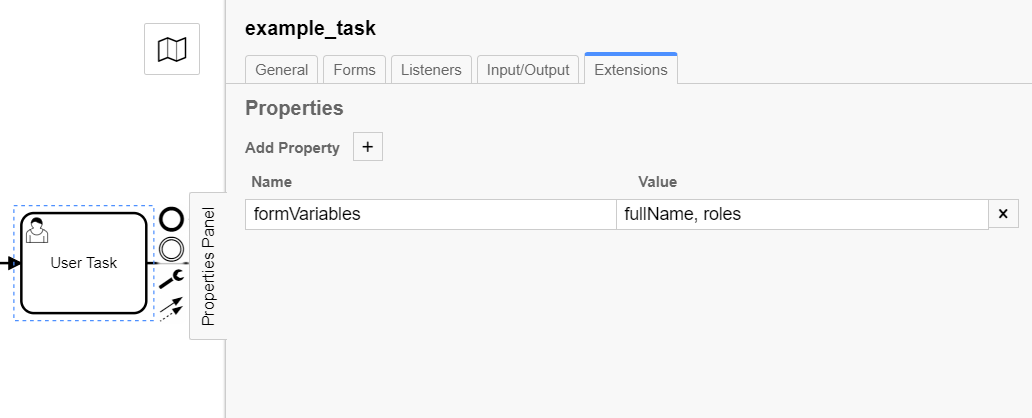 example_task
General Forms Listeners Input/Output Extensions
Properties
Add Property +
Name Value
formVariables fullName, roles x
User Task
Properties Panel